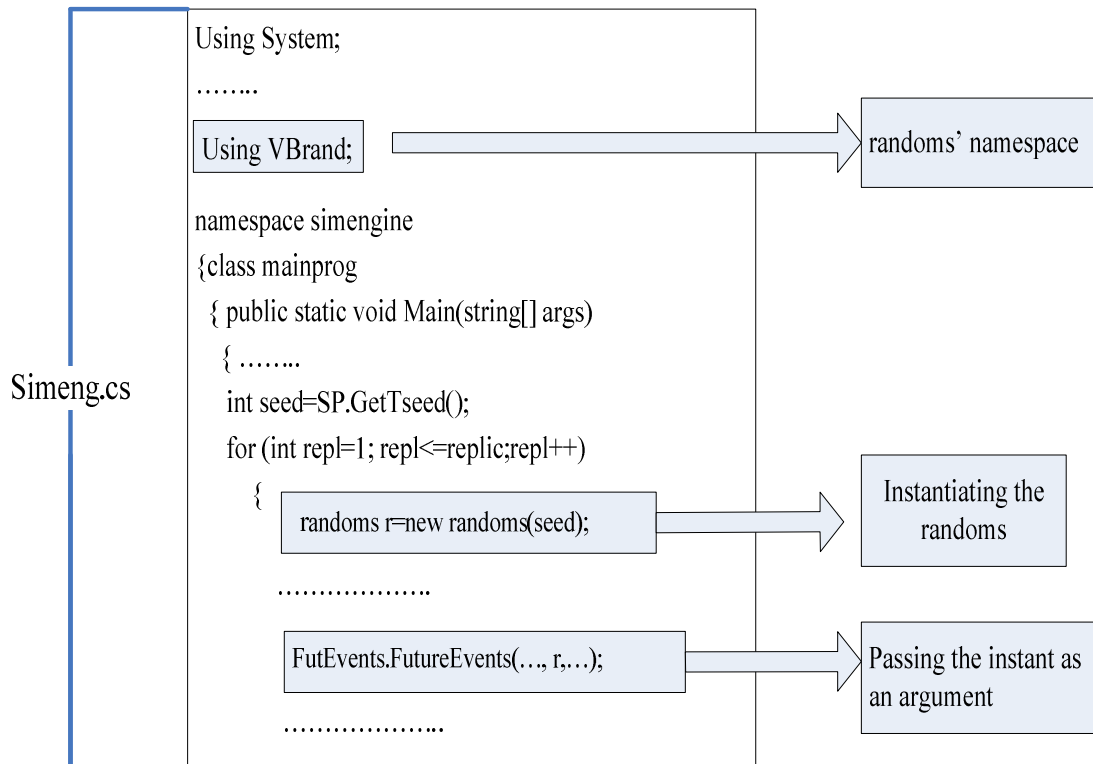 Using System;
……..
Using VBrand;
randoms’ namespace
namespace simengine
{class mainprog
{ public static void Main(string[] args)
{ ……..
Simeng.cs
int seed=SP.GetTseed();
for (int repl=1; repl<=replic;repl++)
{
randoms r=new randoms(seed);
Instantiating the
randoms
……………….
FutEvents.FutureEvents(…, r,…);
Passing the instant as
an argument
………………..